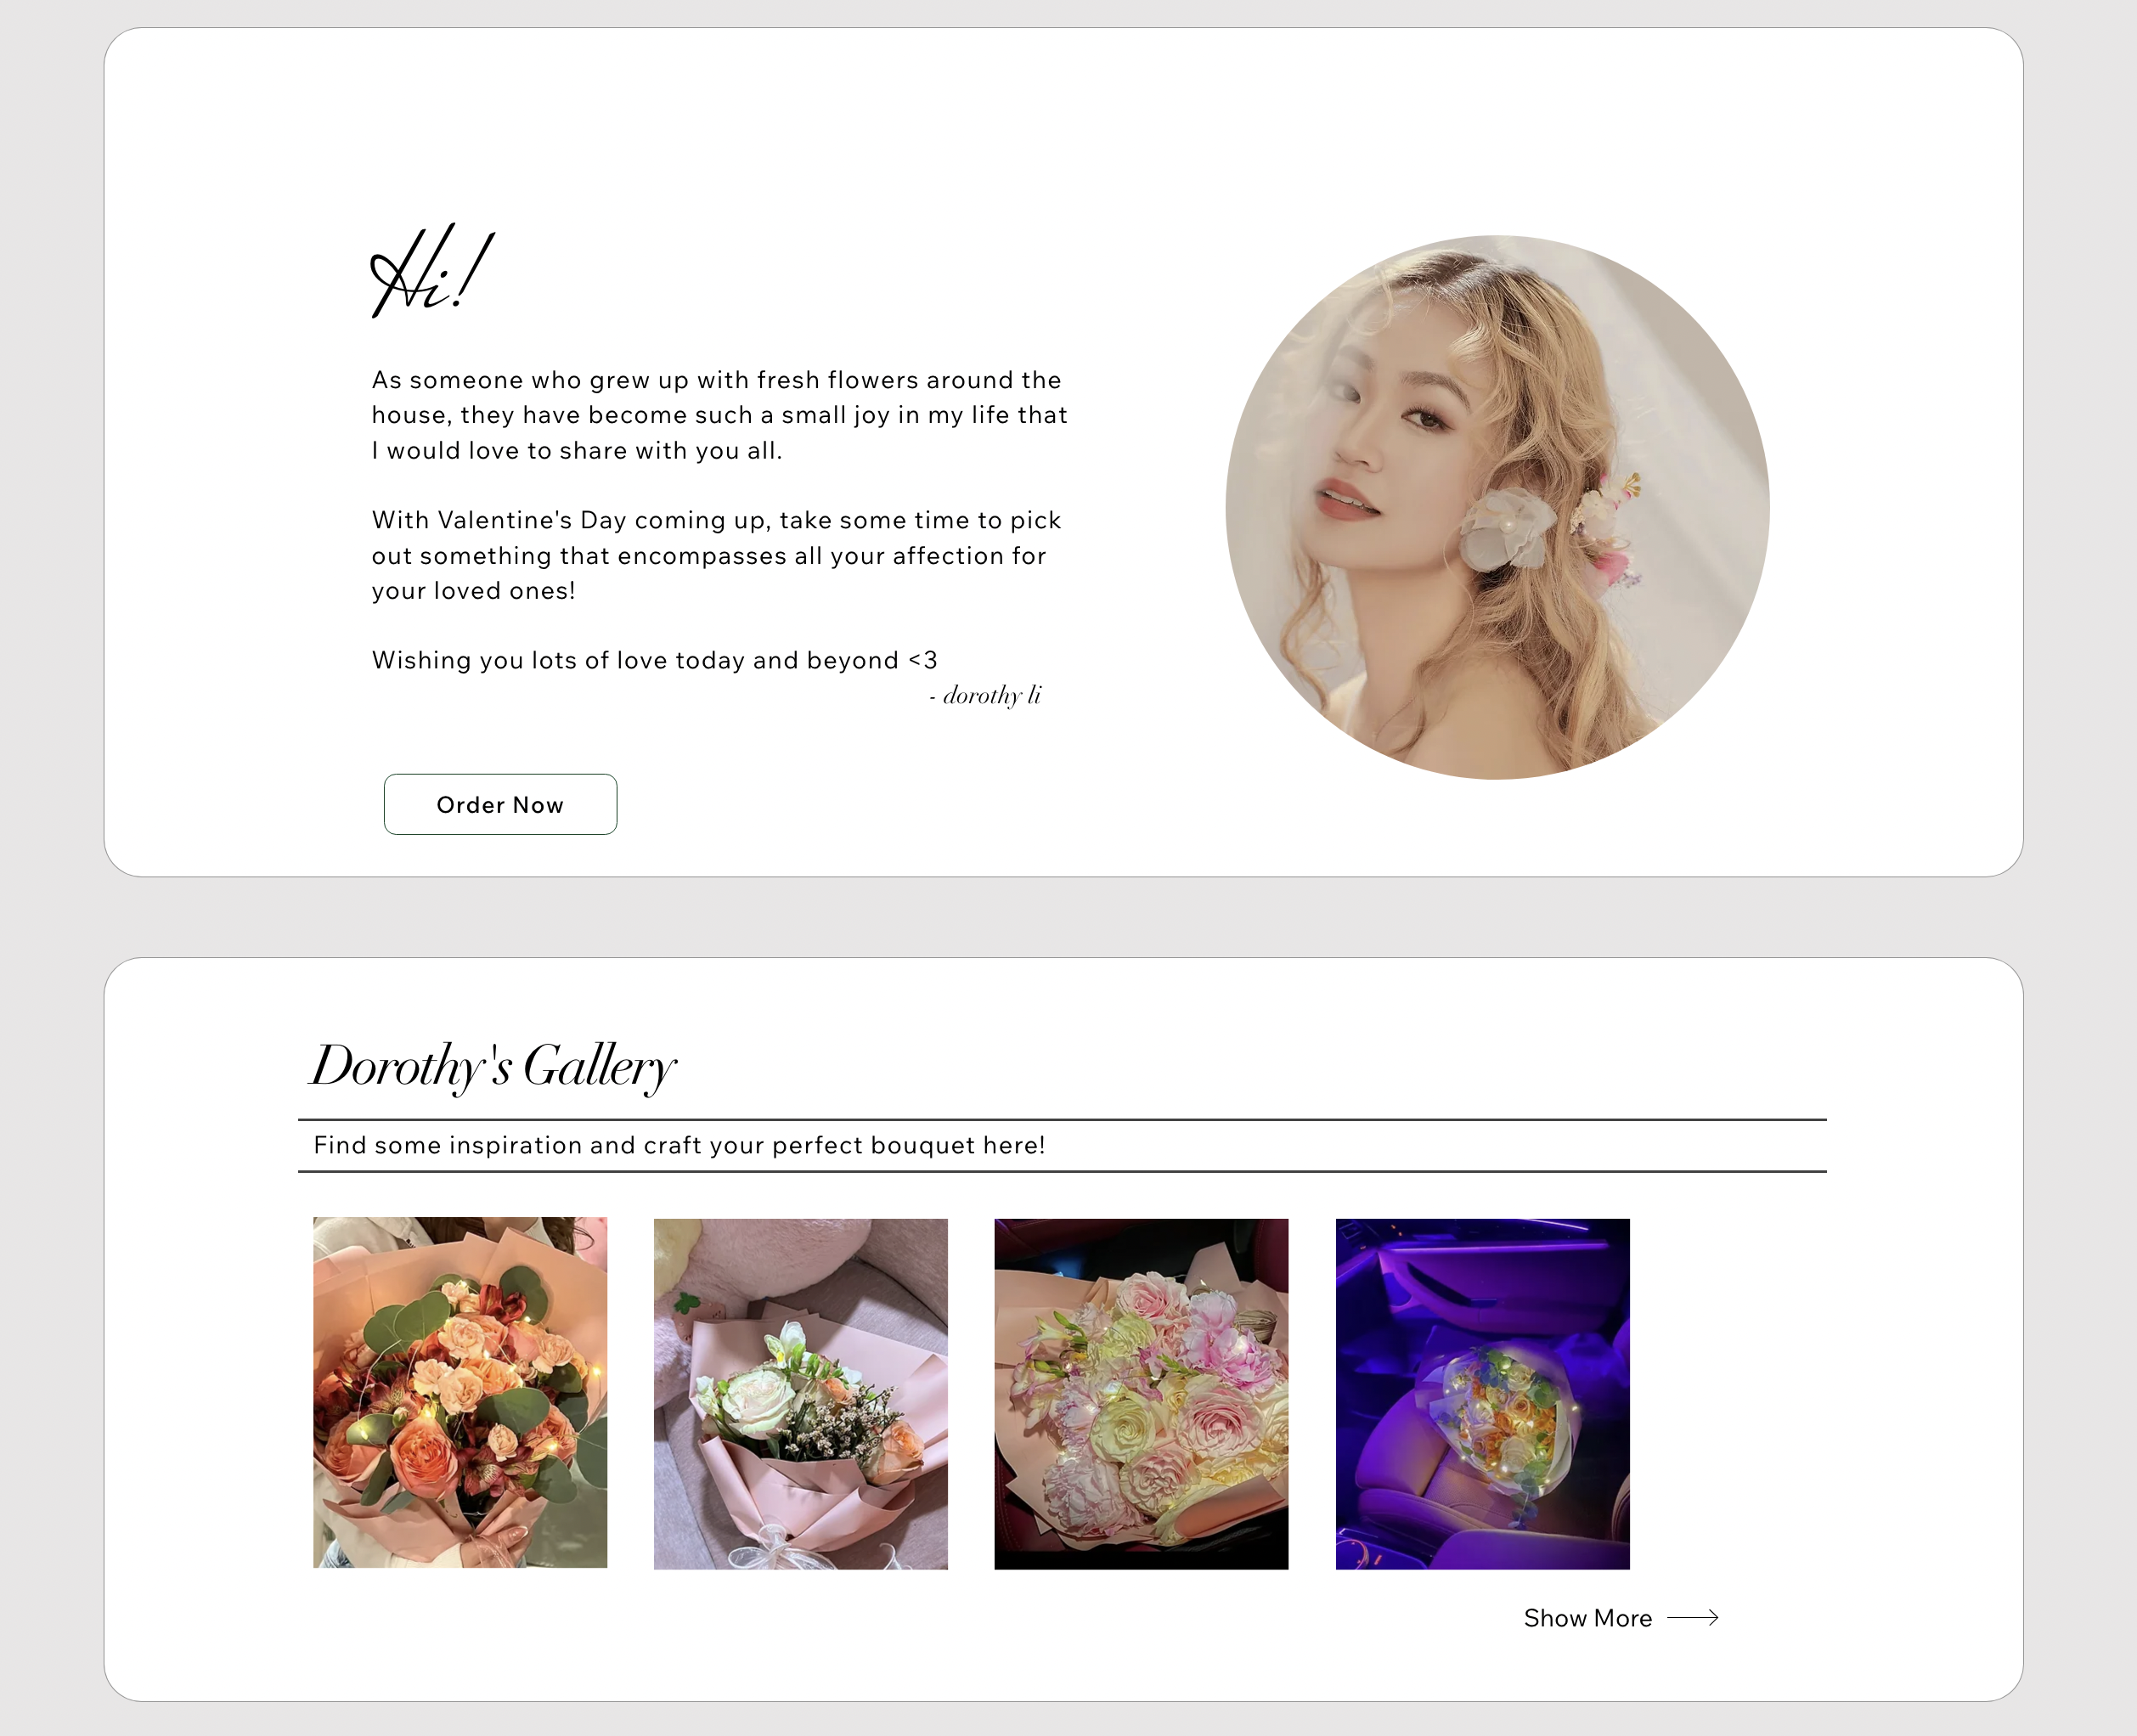 Hi!
As someone who grew up with fresh flowers around the
house, they have become such a small joy in my life that
I would love to share with you all.
With Valentine's Day coming up, take some time to pick
out something that encompasses all your affection for
your loved ones!
Wishing you lots of love today and beyond <3
- dorothy li
Order Now
Dorothy's Gallery
Find some inspiration and craft your perfect bouquet here!
Show More